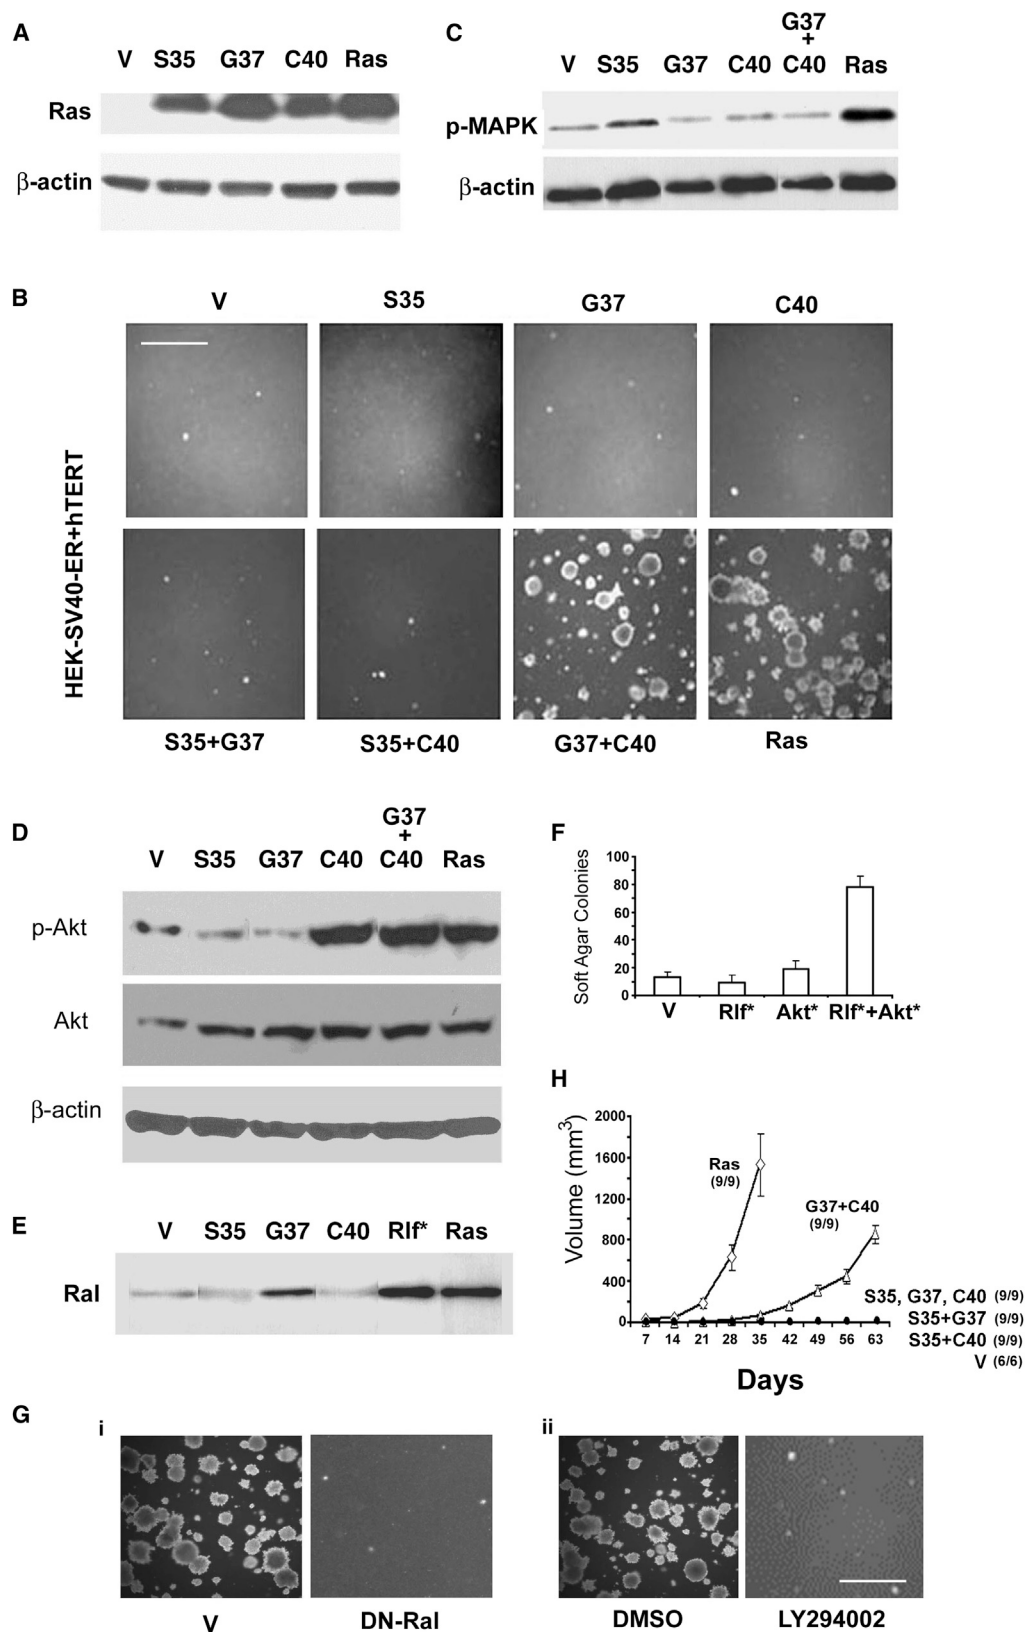 A
V S35 G37 C40 Ras
Ras
β-actin
C
G37
+
V S35 G37 C40 C40 Ras
p-MAPK
β-actin
B
V S35 G37 C40
HEK-SV40-ER+hTERT
S35+G37 S35+C40 G37+C40 Ras
D
G37
+
V S35 G37 C40 C40 Ras
p-Akt
Akt
β-actin
E
V S35 G37 C40 Rlf* Ras
Ral
F
Soft Agar Colonies
100
80
60
40
20
0
V Rlf* Akt* Rlf*+Akt*
H
Volume (mm3)
2000
1600
1200
800
400
0
Ras
(9/9)
G37+C40
(9/9)
S35, G37, C40 (9/9)
S35+G37 (9/9)
S35+C40 (9/9)
V (6/6)
7 14 21 28 35 42 49 56 63
Days
G
i
V DN-Ral
ii
DMSO LY294002